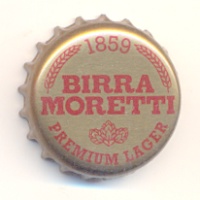 1859
BIRRA
MORETTI
PREMIUM LAGER